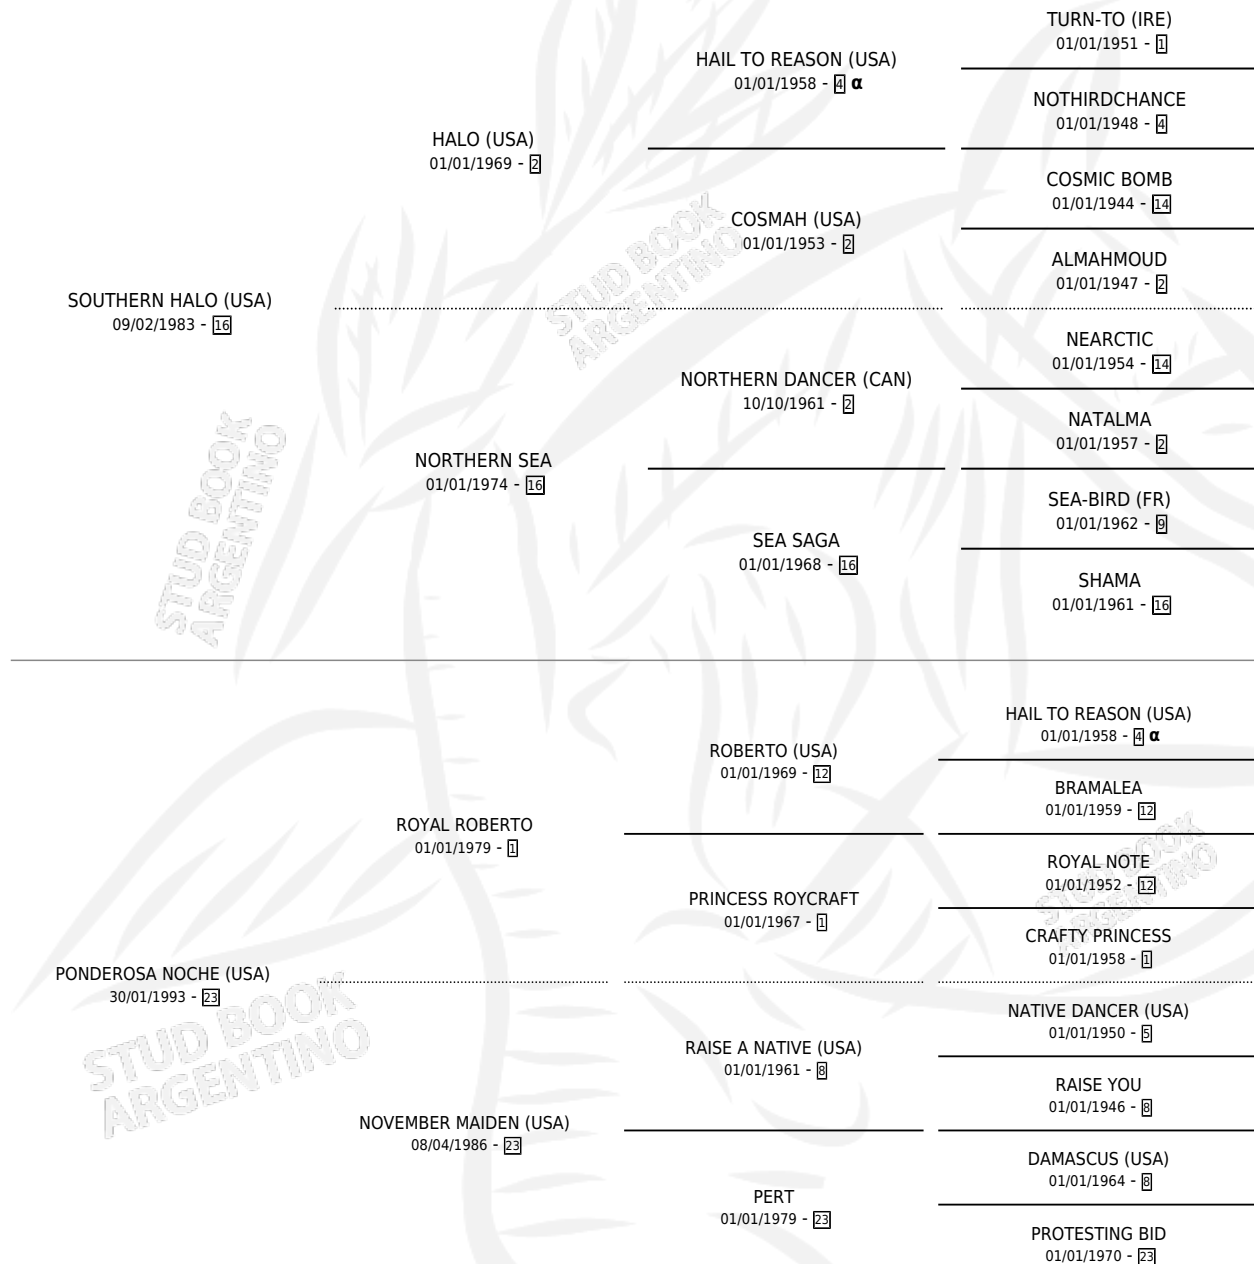 TURN-TO (IRE)
01/01/1951 - 1
HAIL TO REASON (USA)
01/01/1958 - 4 α
NOTHIRDCHANCE
01/01/1948 - 4
HALO (USA)
01/01/1969 - 2
COSMIC BOMB
01/01/1944 - 14
COSMAH (USA)
01/01/1953 - 2
ALMAHMOUD
01/01/1947 - 2
SOUTHERN HALO (USA)
09/02/1983 - 16
NEARCTIC
01/01/1954 - 14
NORTHERN DANCER (CAN)
10/10/1961 - 2
NATALMA
01/01/1957 - 2
NORTHERN SEA
01/01/1974 - 16
SEA-BIRD (FR)
01/01/1962 - 9
SEA SAGA
01/01/1968 - 16
SHAMA
01/01/1961 - 16
HAIL TO REASON (USA)
01/01/1958 - 4 α
ROBERTO (USA)
01/01/1969 - 12
BRAMALEA
01/01/1959 - 12
ROYAL ROBERTO
01/01/1979 - 1
ROYAL NOTE
01/01/1952 - 12
PRINCESS ROYCRAFT
01/01/1967 - 1
CRAFTY PRINCESS
01/01/1958 - 1
PONDEROSA NOCHE (USA)
30/01/1993 - 23
NATIVE DANCER (USA)
01/01/1950 - 5
RAISE A NATIVE (USA)
01/01/1961 - 8
RAISE YOU
01/01/1946 - 8
NOVEMBER MAIDEN (USA)
08/04/1986 - 23
DAMASCUS (USA)
01/01/1964 - 8
PERT
01/01/1979 - 23
PROTESTING BID
01/01/1970 - 23
STUD BOOK
ARGENTINO
STUD BOOK
ARGENTINO
STUD BOOK
ARGENTINO
STUD BOOK
ARGENTINO